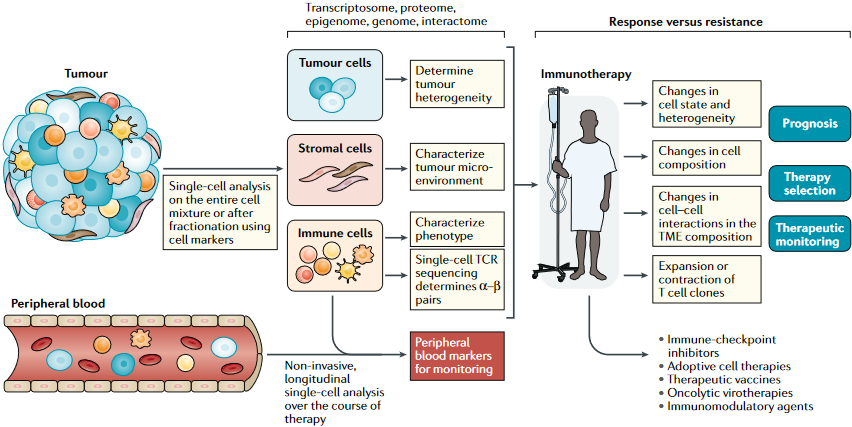 Transcriptosome, proteome,
epigenome, genome, interactome
Response versus resistance
Tumour
Single-cell analysis
on the entire cell
mixture or after
fractionation using
cell markers
Tumour cells
Determine
tumour
heterogeneity
Stromal cells
Characterize
tumour micro-
environment
Immune cells
Characterize
phenotype
Single-cell TCR
sequencing
determines α–β
pairs
Immunotherapy
Changes in
cell state and
heterogeneity
Changes in cell
composition
Changes in
cell–cell
interactions in the
TME composition
Expansion or
contraction of
T cell clones
Prognosis
Therapy
selection
Therapeutic
monitoring
Peripheral blood
Non-invasive,
longitudinal
single-cell analysis
over the course of
therapy
Peripheral
blood markers
for monitoring
• Immune-checkpoint
inhibitors
• Adoptive cell therapies
• Therapeutic vaccines
• Oncolytic virotherapies
• Immunomodulatory agents